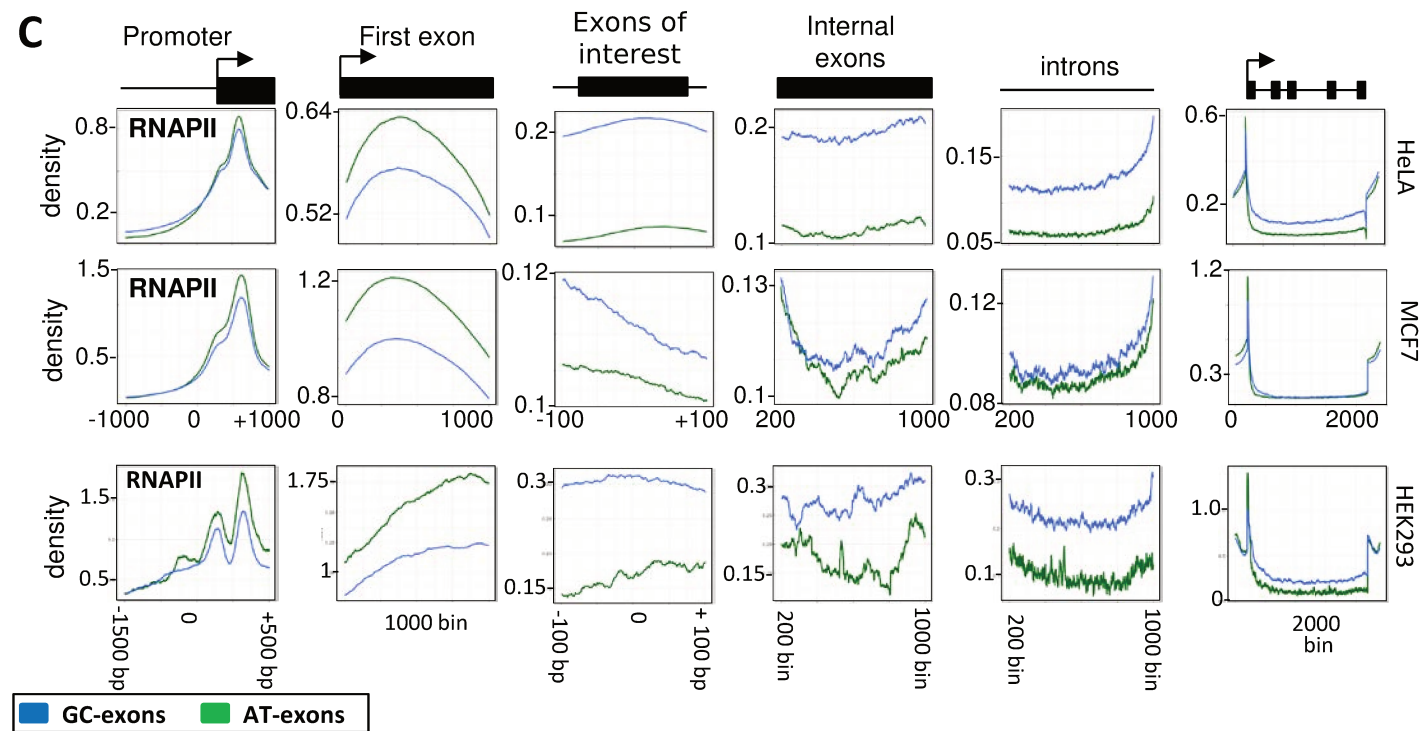 C
Promoter
First exon
Exons of
interest
Internal
exons
introns
RNAPII
density
0.8
0.2
0.64
0.52
0.2
0.1
0.2
0.1
0.15
0.05
0.6
0.2
HeLA
RNAPII
density
1.5
0.5
-1000 0 +1000
1.2
0.8
0 1000
0.12
0.1
-100 +100
0.13
0.1
200 1000
0.12
0.08
200 1000
1.2
0.3
0 2000
MCF7
RNAPII
density
1.5
0.5
-1500 bp 0 +500 bp
1.75
1
1000 bin
0.3
0.15
-100 bp 0 + 100 bp
0.3
0.15
200 bin 1000 bin
0.3
0.1
200 bin 1000 bin
1.0
0
2000
bin
HEK293
GC-exons AT-exons